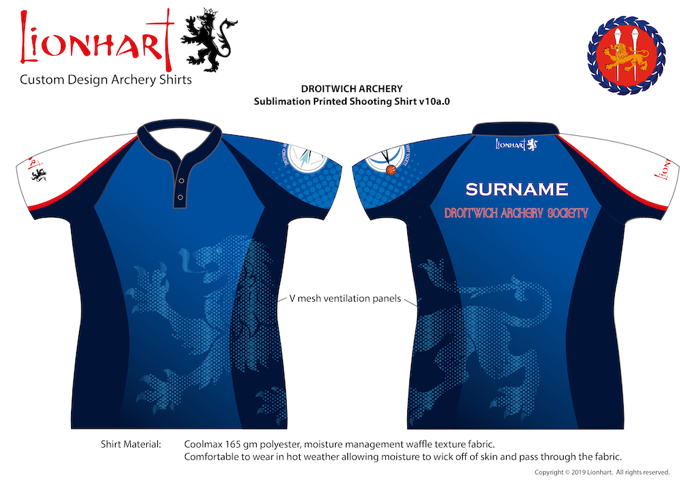 LIONHART
Custom Design Archery Shirts
DROITWICH ARCHERY
Sublimation Printed Shooting Shirt v10a.0
LIONHART
SURNAME
DROITWICH ARCHERY SOCIETY
V mesh ventilation panels
Shirt Material: Coolmax 165 gm polyester, moisture management waffle texture fabric.
Comfortable to wear in hot weather allowing moisture to wick off of skin and pass through the fabric.
Copyright © 2019 Lionhart. All rights reserved.